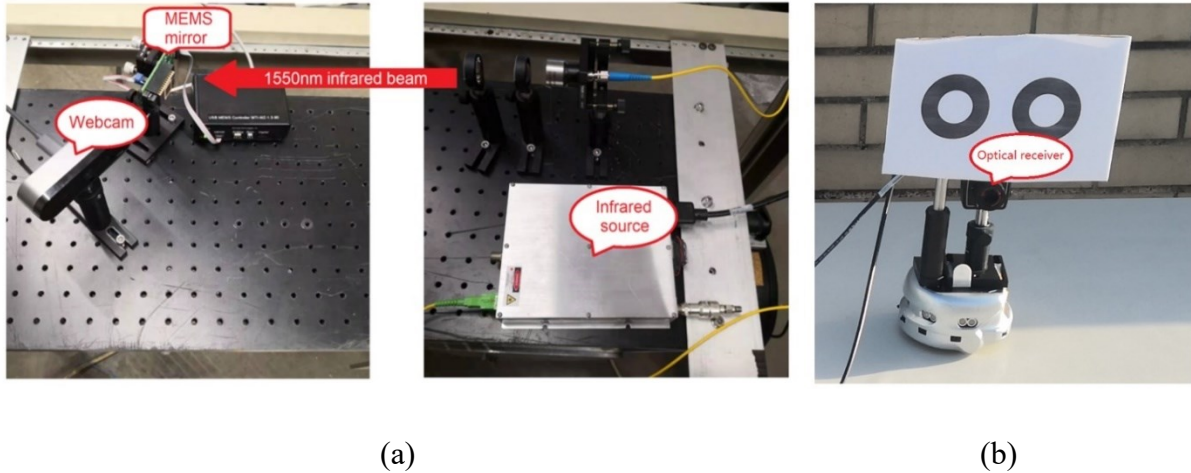 MEMS
mirror
1550nm infrared beam
Webcam
Infrared
source
Optical receiver
(a)
(b)